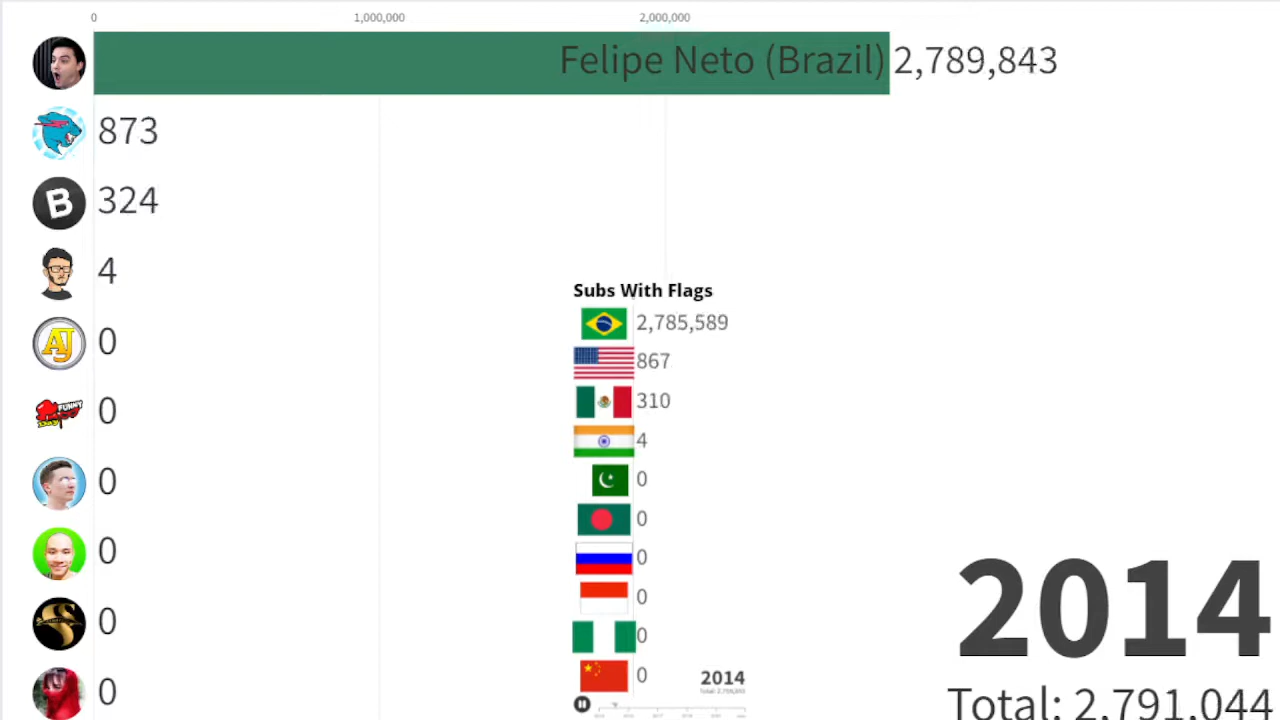 0 1,000,000 2,000,000
Felipe Neto (Brazil) 2,789,843
873
B 324
4
AJ 0
FUNNY 0
0
0
S 0
0
Subs With Flags
2,785,589
867
310
4
0
0
0
0
0
0
2014
2014
Total: 2,791,044